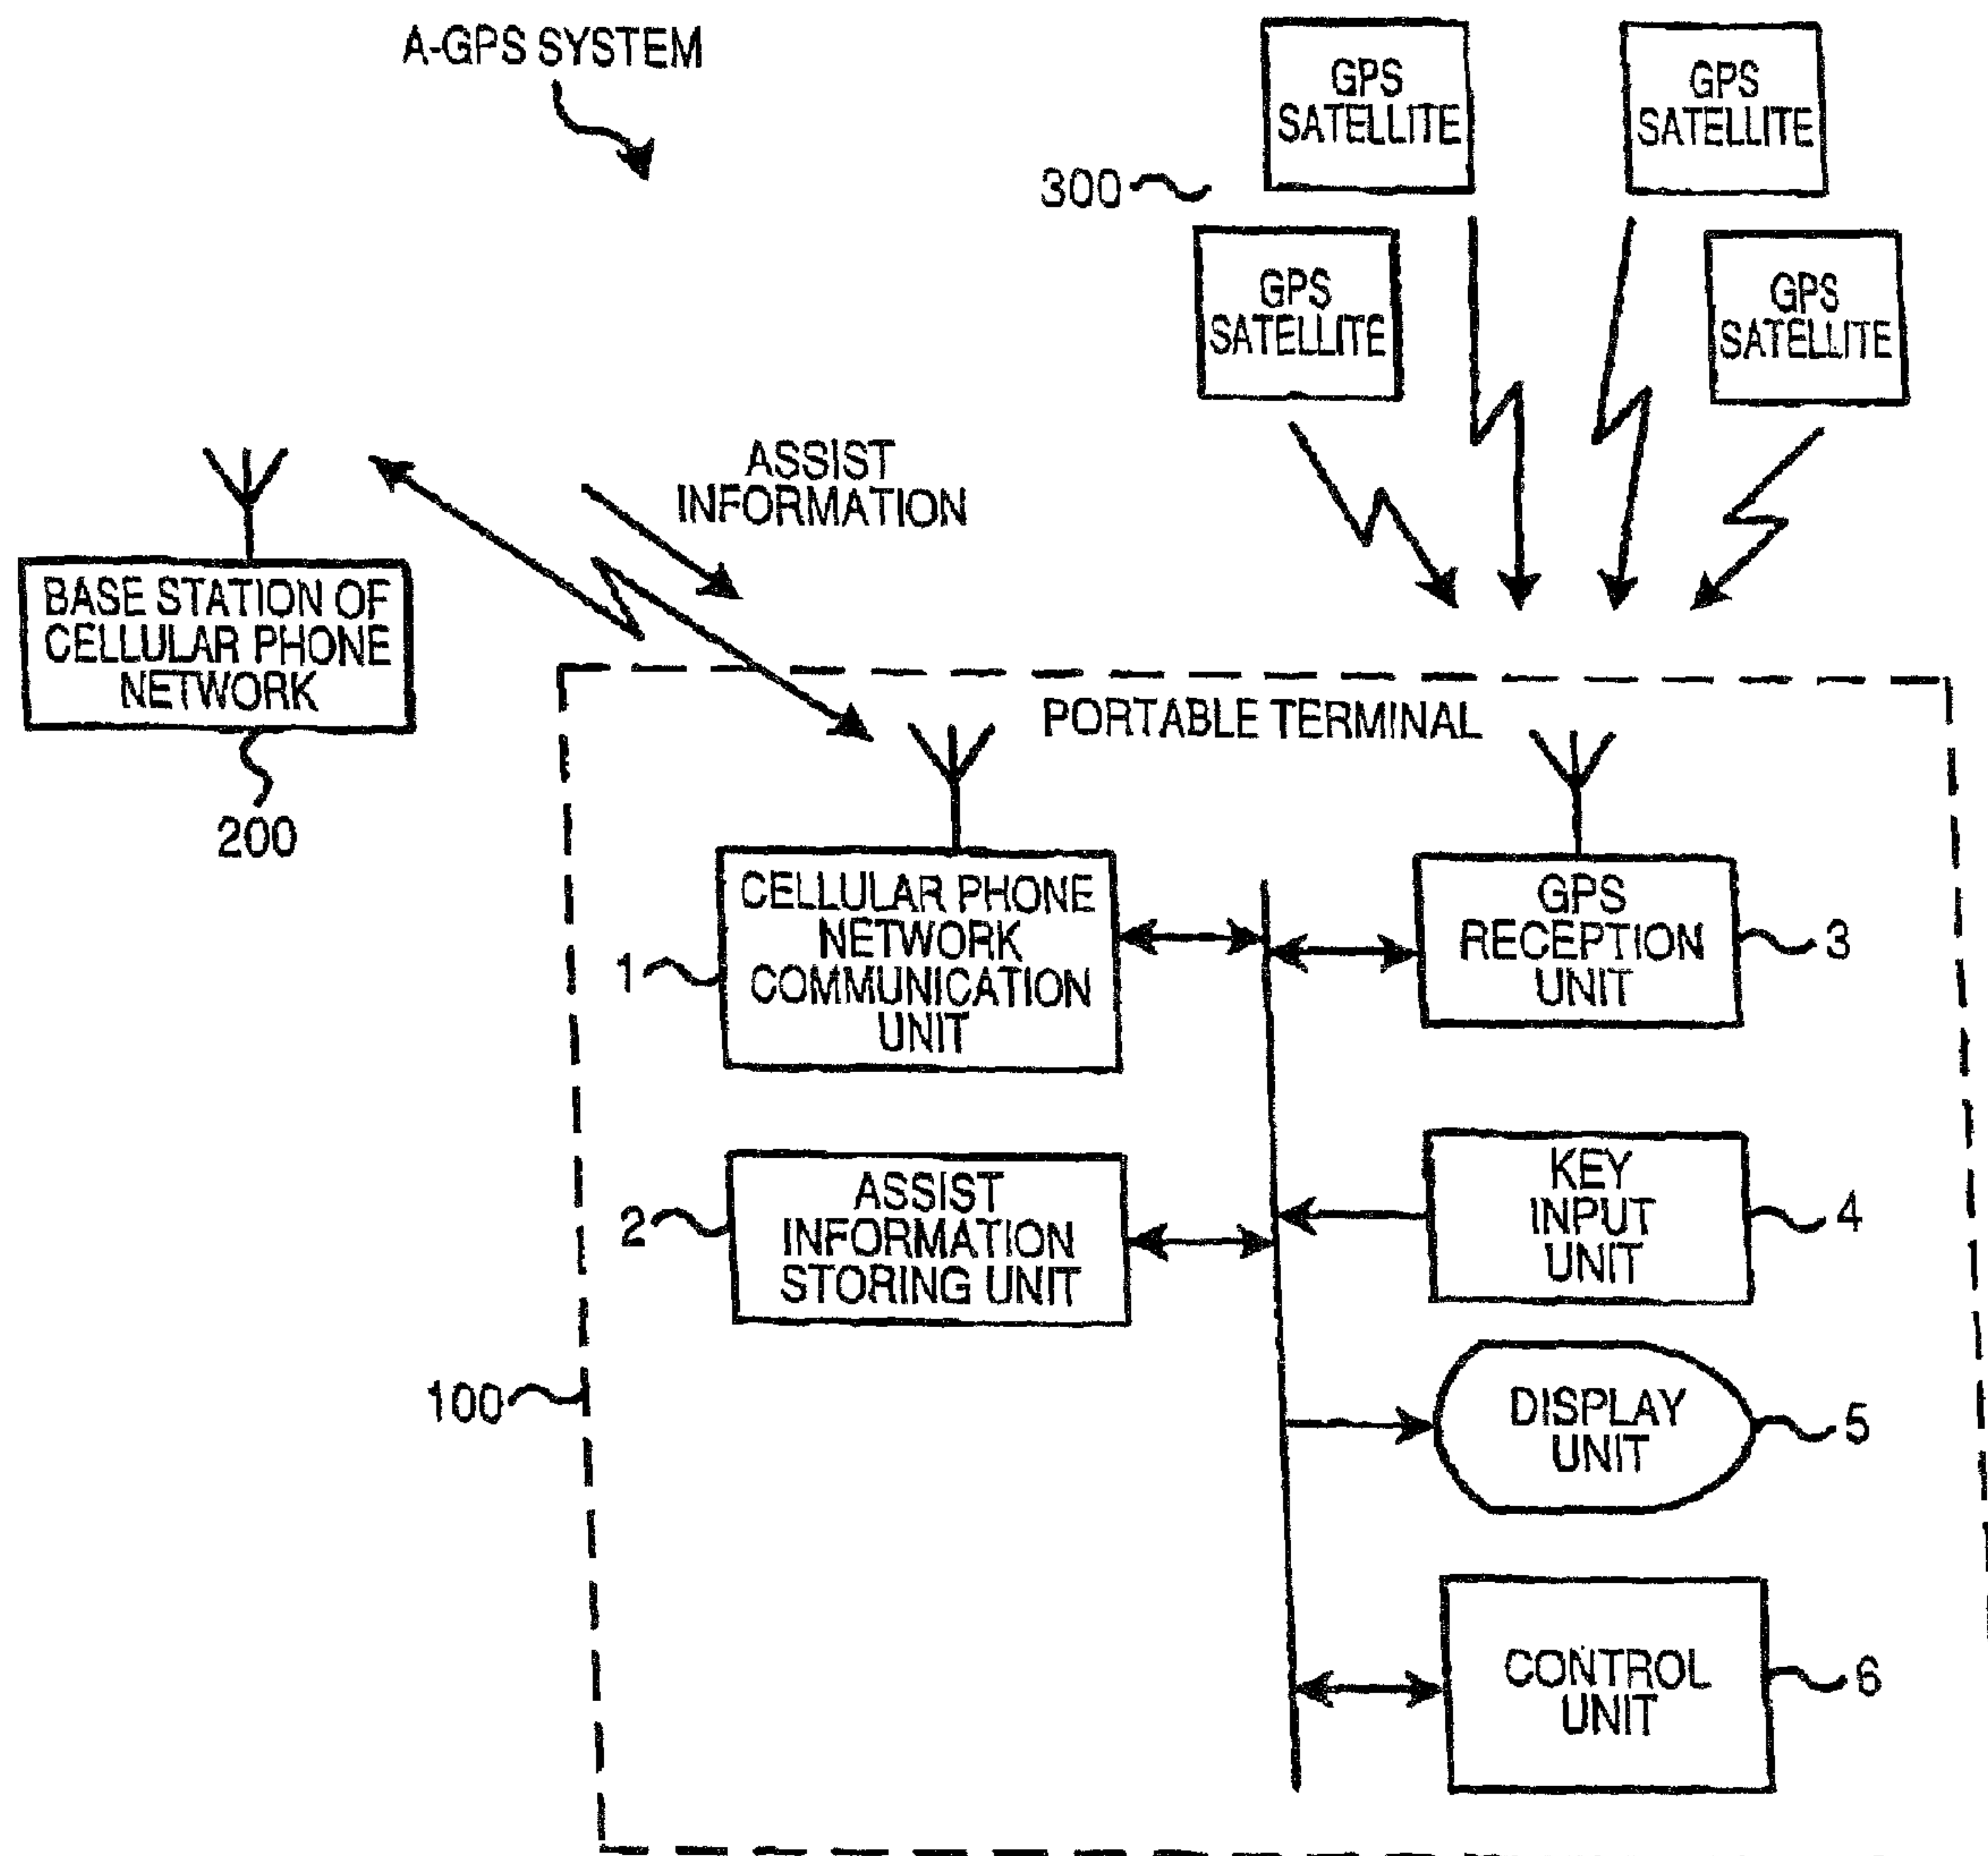 A-GPS SYSTEM
GPS
SATELLITE
GPS
SATELLITE
300
GPS
SATELLITE
GPS
SATELLITE
ASSIST
INFORMATION
BASE STATION OF
CELLULAR PHONE
NETWORK
200
PORTABLE TERMINAL
CELLULAR PHONE
NETWORK
COMMUNICATION
UNIT
1
GPS
RECEPTION
UNIT
3
ASSIST
INFORMATION
STORING UNIT
2
KEY
INPUT
UNIT
4
100
DISPLAY
UNIT
5
CONTROL
UNIT
6